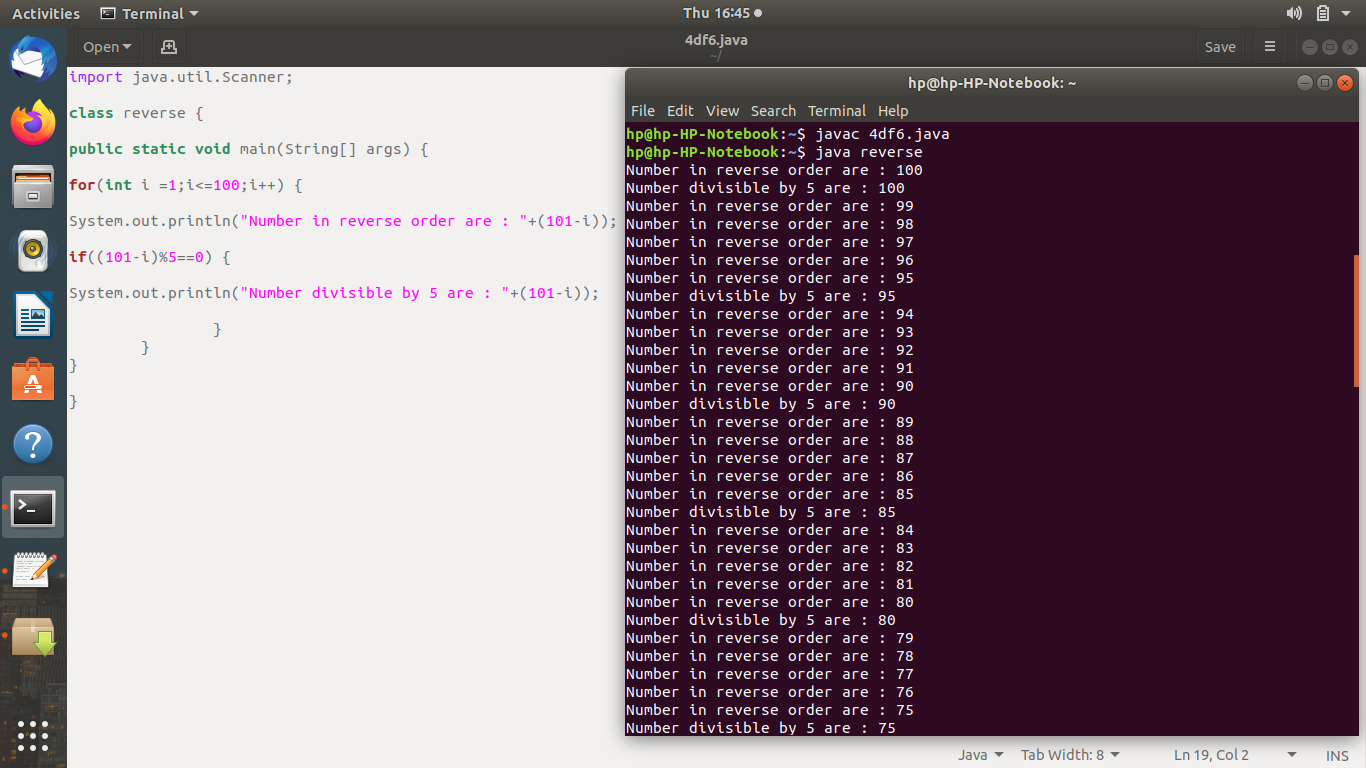 Activities Terminal Thu 16:45
Open 4df6.java Save
~/
import java.util.Scanner;
class reverse {
public static void main(String[] args) {
for(int i =1;i<=100;i++) {
System.out.println("Number in reverse order are : "+(101-i));
if((101-i)%5==0) {
System.out.println("Number divisible by 5 are : "+(101-i));
}
}
}
}
hp@hp-HP-Notebook: ~
File Edit View Search Terminal Help
hp@hp-HP-Notebook:~$ javac 4df6.java
hp@hp-HP-Notebook:~$ java reverse
Number in reverse order are : 100
Number divisible by 5 are : 100
Number in reverse order are : 99
Number in reverse order are : 98
Number in reverse order are : 97
Number in reverse order are : 96
Number in reverse order are : 95
Number divisible by 5 are : 95
Number in reverse order are : 94
Number in reverse order are : 93
Number in reverse order are : 92
Number in reverse order are : 91
Number in reverse order are : 90
Number divisible by 5 are : 90
Number in reverse order are : 89
Number in reverse order are : 88
Number in reverse order are : 87
Number in reverse order are : 86
Number in reverse order are : 85
Number divisible by 5 are : 85
Number in reverse order are : 84
Number in reverse order are : 83
Number in reverse order are : 82
Number in reverse order are : 81
Number in reverse order are : 80
Number divisible by 5 are : 80
Number in reverse order are : 79
Number in reverse order are : 78
Number in reverse order are : 77
Number in reverse order are : 76
Number in reverse order are : 75
Number divisible by 5 are : 75
Java Tab Width: 8 Ln 19, Col 2 INS